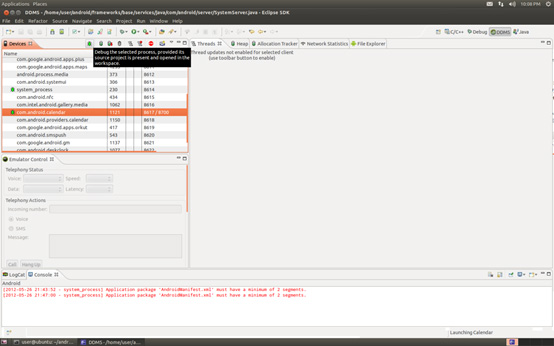 Applications Places
10:08 PM
DDMS - /home/user/android/frameworks/base/services/java/com/android/server/SystemServer.java - Eclipse SDK
File Edit Refactor Source Navigate Search Project Run Window Help
C/C++ Debug DDMS Java
Devices
Threads Heap Allocation Tracker Network Statistics File Explorer
Debug the selected process, provided its source project is present and opened in the workspace.
Thread updates not enabled for selected client
(use toolbar button to enable)
Name
com.google.android.apps.plus
com.google.android.apps.maps
android.process.media 373 8612
com.android.systemui 306 8613
system_process 230 8614
com.android.nfc 434 8615
com.intel.android.gallery.media 1062 8616
com.android.calendar 1121 8617 / 8700
com.android.providers.calendar 1150 8618
com.google.android.apps.orkut 417 8619
com.android.smspush 543 8620
com.google.android.gm 1137 8621
com.android.deskclock 1077 8622
Emulator Control
Telephony Status
Voice: Speed:
Data: Latency:
Telephony Actions
Incoming number:
Voice
SMS
Message:
Call Hang Up
LogCat Console
Android
[2012-05-26 21:43:52 - system_process] Application package 'AndroidManifest.xml' must have a minimum of 2 segments.
[2012-05-26 21:47:00 - system_process] Application package 'AndroidManifest.xml' must have a minimum of 2 segments.
Launching Calendar
user@ubuntu: ~/andr... DDMS - /home/user/a...